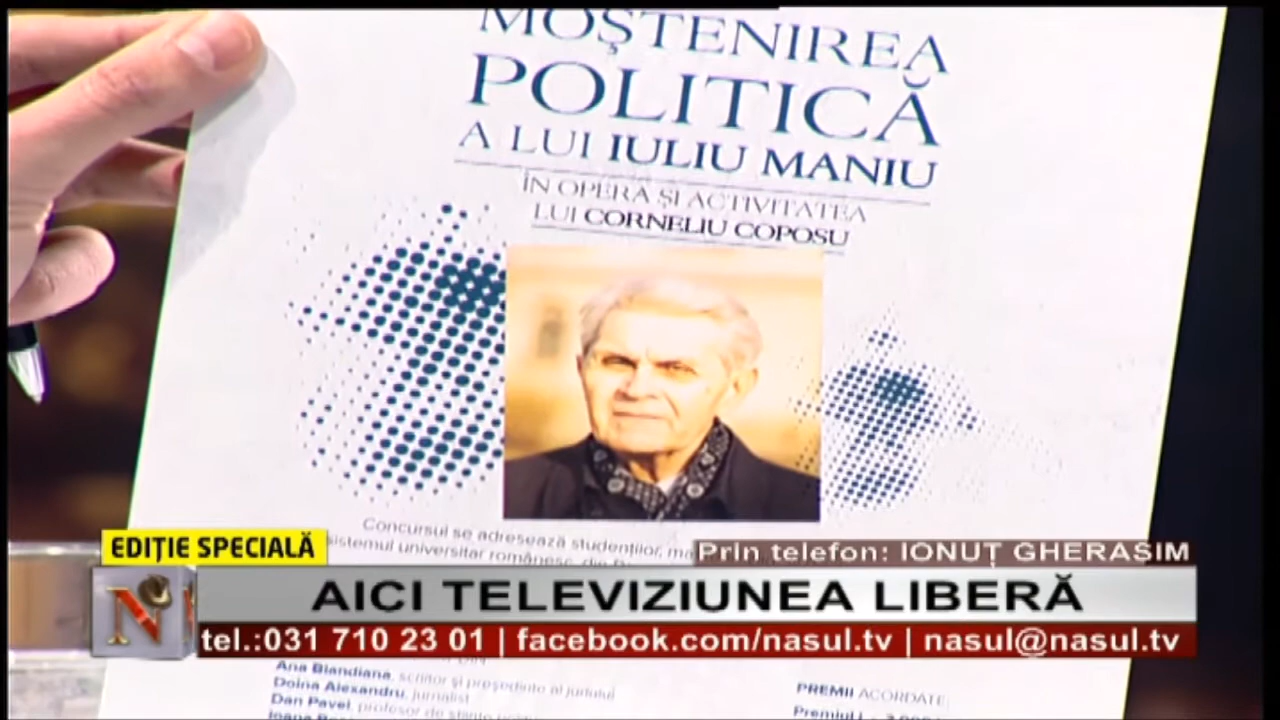 MOȘTENIREA
POLITICĂ
A LUI IULIU MANIU
ÎN OPERA ȘI ACTIVITATEA
LUI CORNELIU COPOSU
Concursul se adresează studenților,
sistemul universitar românesc, din
EDIȚIE SPECIALĂ
Prin telefon: IONUȚ GHERASIM
N
AICI TELEVIZIUNEA LIBERĂ
tel.:031 710 23 01 | facebook.com/nasul.tv | nasul@nasul.tv
Ana Blandiana, scriitor și președinte al juriului
Doina Alexandru, jurnalist
Dan Pavel, profesor de științe
Ioana
PREMII ACORDATE:
Premiul I -